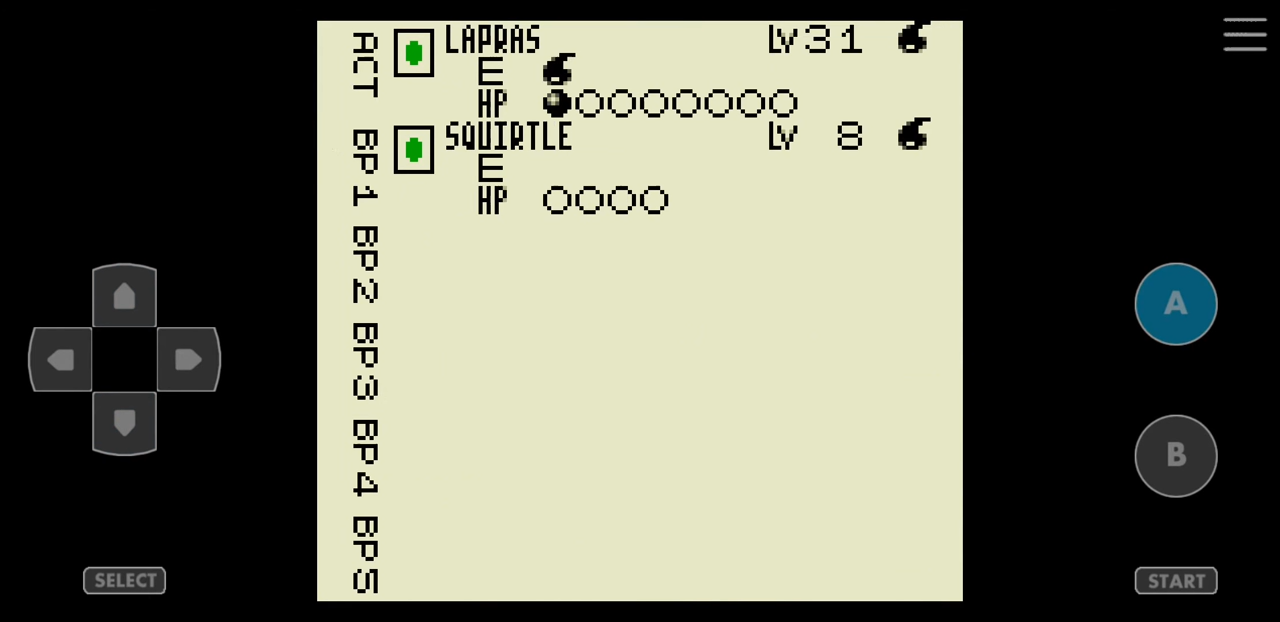 ACT
LAPRAS Lv31
E
HP
BP1
SQUIRTLE Lv 8
E
HP
BP2
BP3
BP4
BP5
A
B
SELECT
START